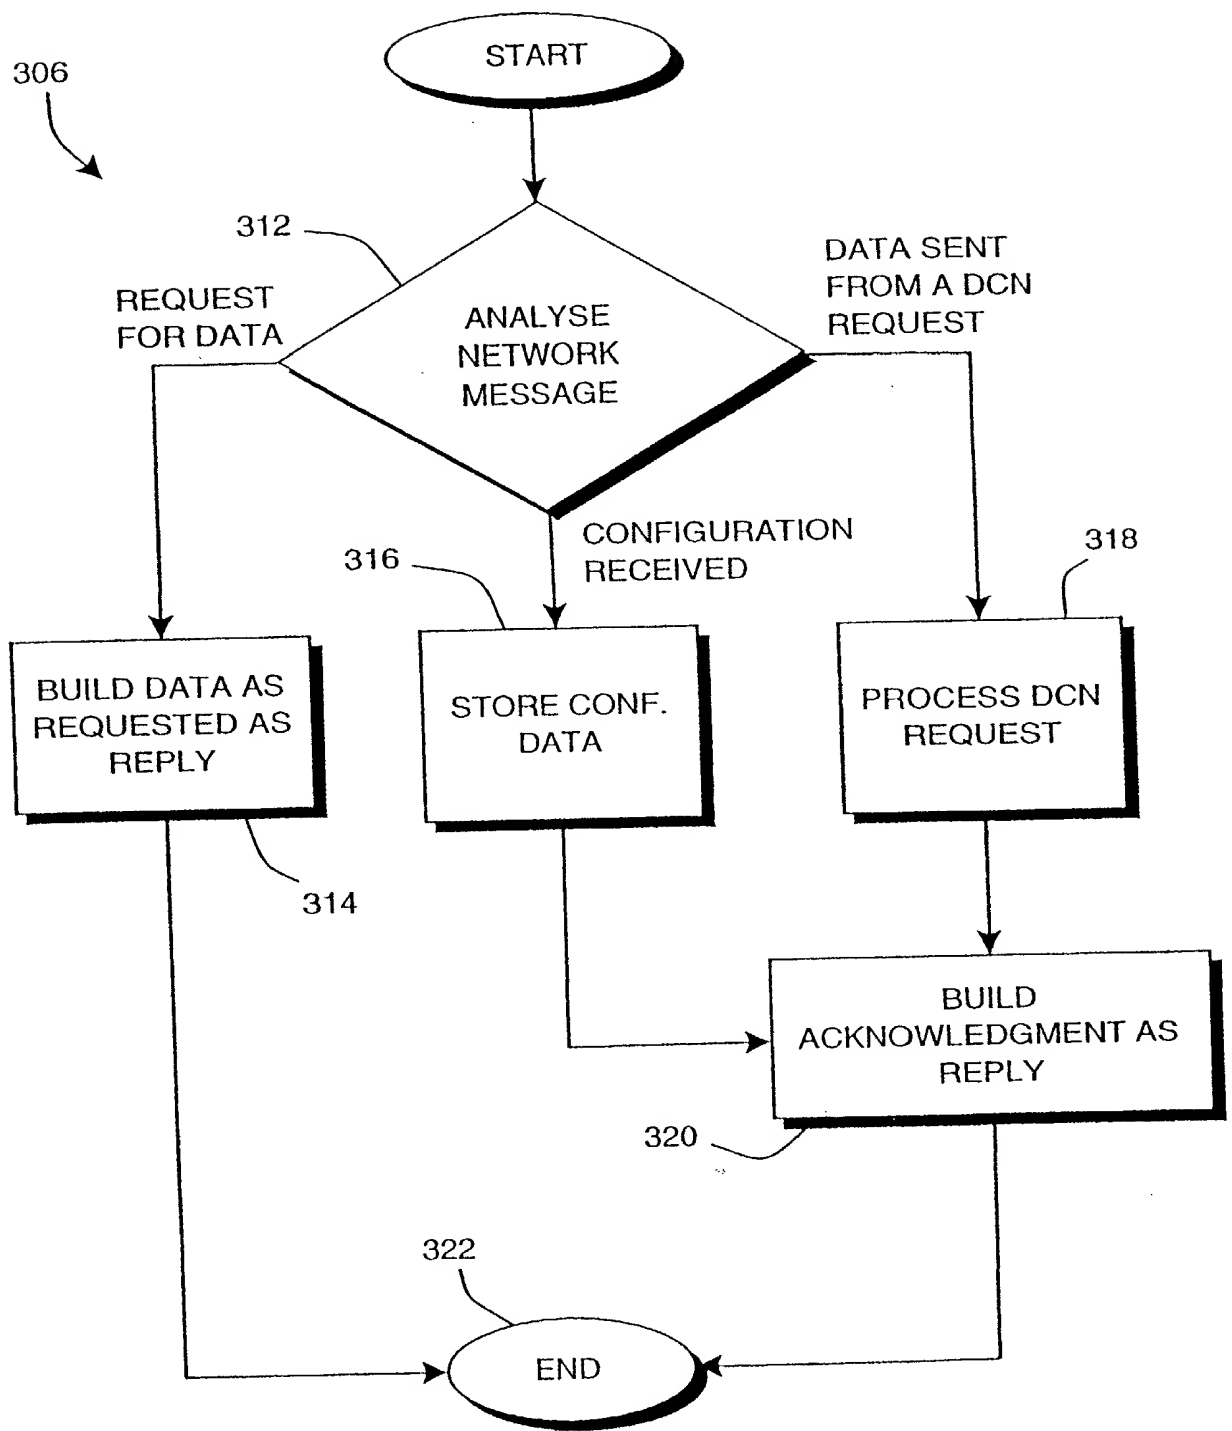 START
306
312
REQUEST
FOR DATA
ANALYSE
NETWORK
MESSAGE
DATA SENT
FROM A DCN
REQUEST
CONFIGURATION
RECEIVED
316
318
BUILD DATA AS
REQUESTED AS
REPLY
STORE CONF.
DATA
PROCESS DCN
REQUEST
314
BUILD
ACKNOWLEDGMENT AS
REPLY
320
322
END